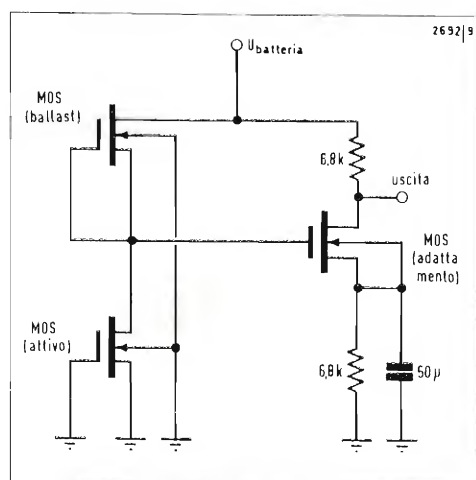 2692|9
U batteria
MOS
(ballast)
6,8k
uscita
MOS
(adatta
mento)
MOS
(attivo)
6,8k
50µ